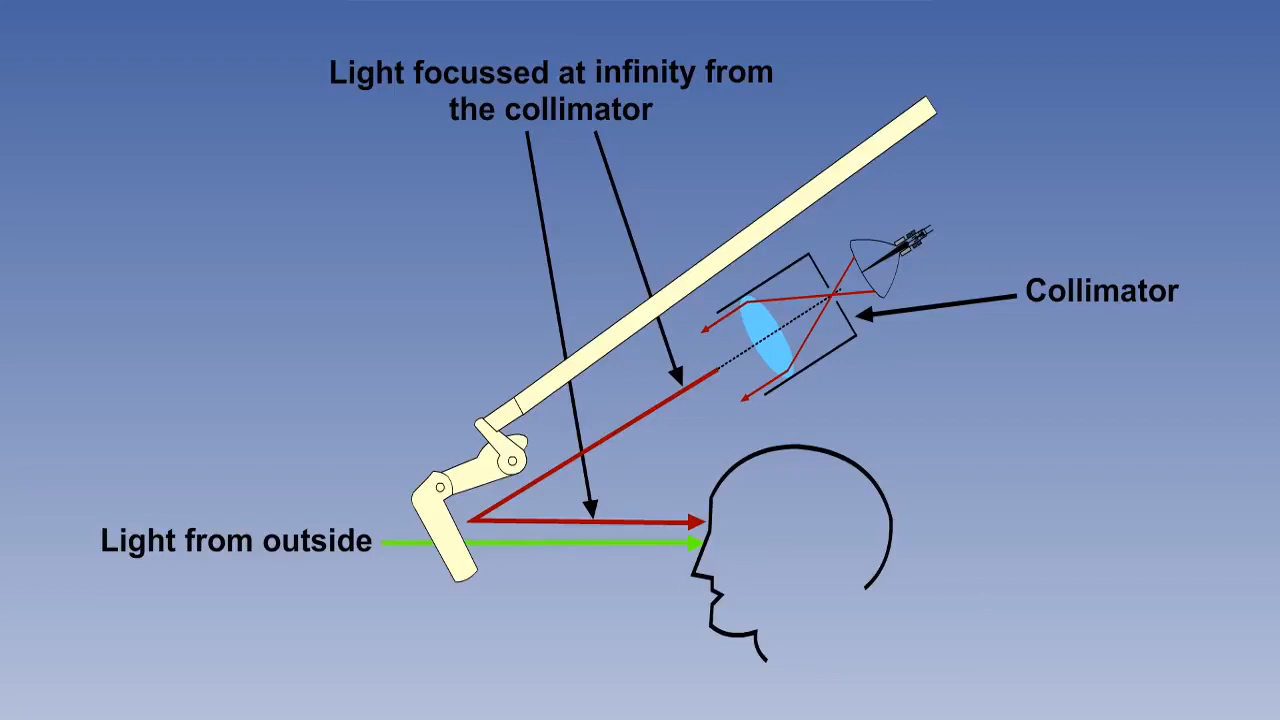 Light focussed at infinity from
the collimator
Collimator
Light from outside